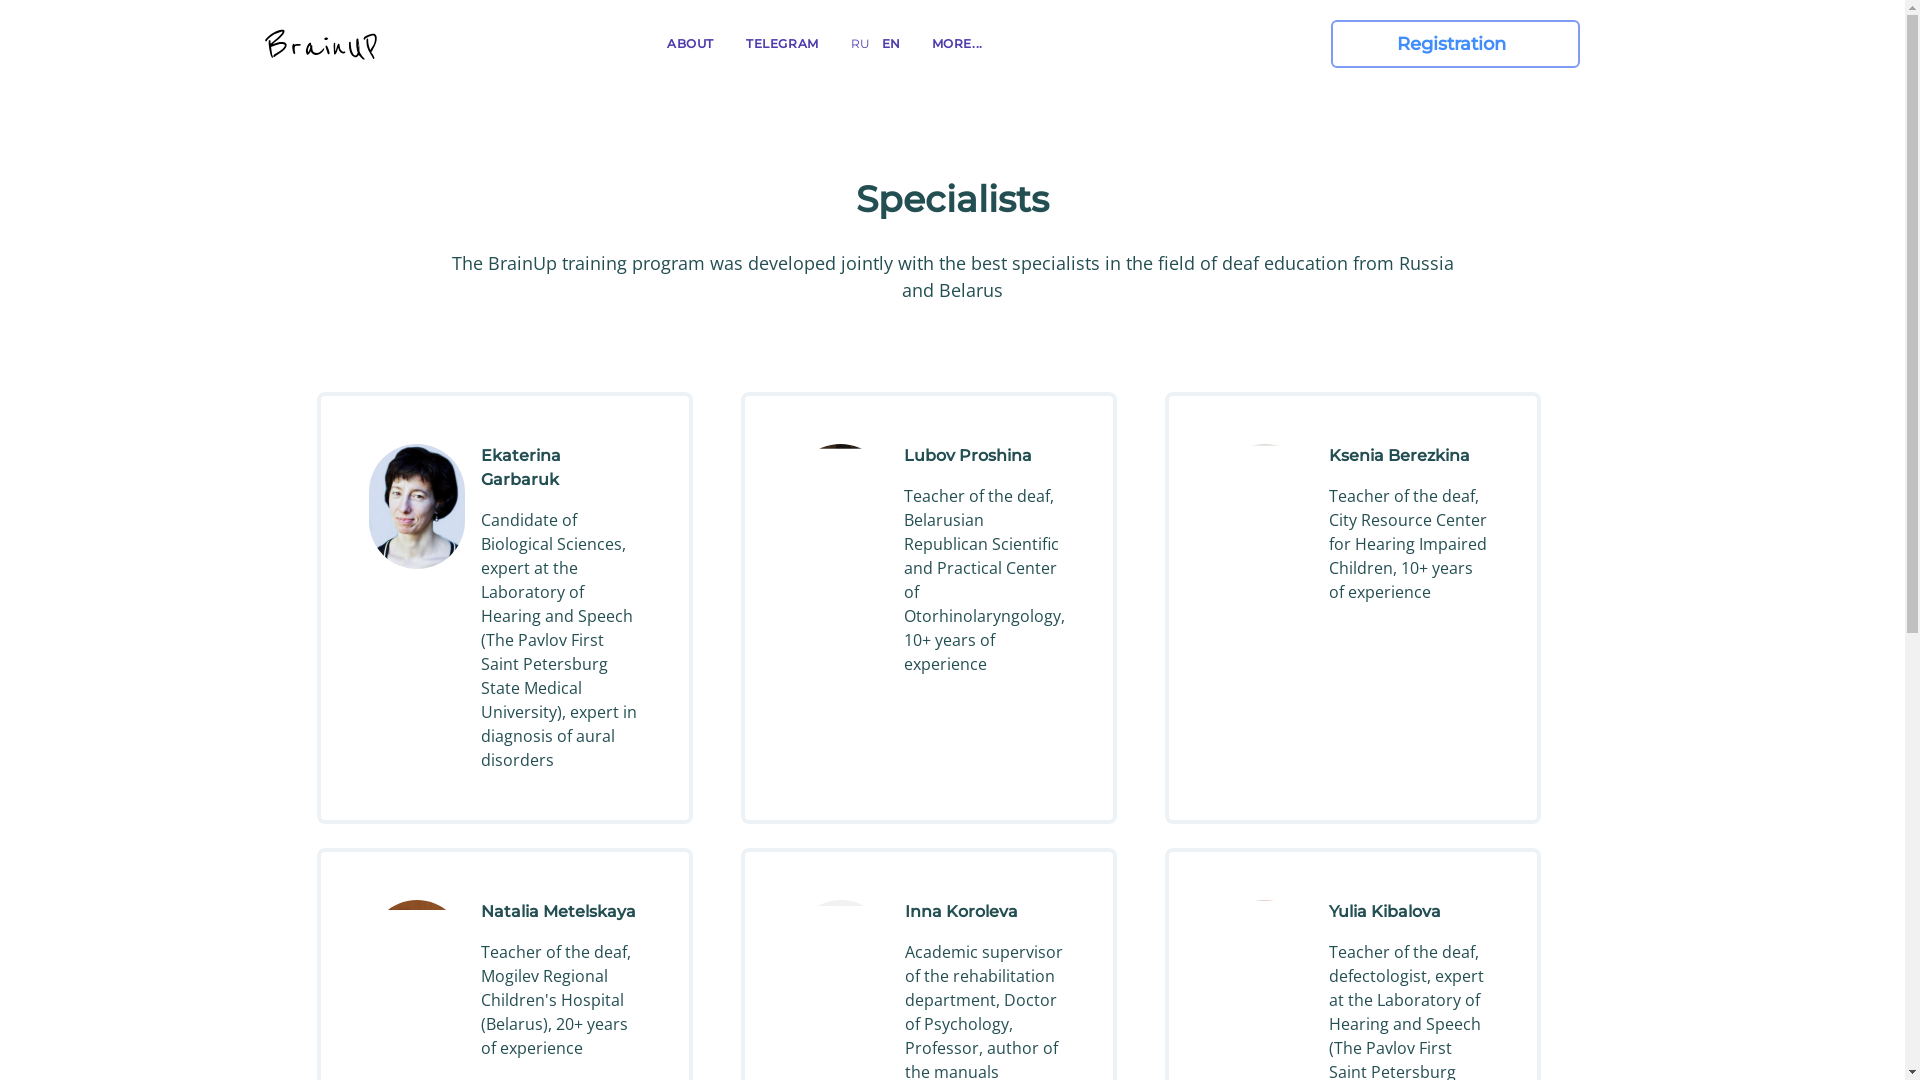 BrainUP
ABOUT
TELEGRAM
RU
EN
MORE...
Registration
Specialists
The BrainUp training program was developed jointly with the best specialists in the field of deaf education from Russia
and Belarus
Ekaterina
Garbaruk
Candidate of
Biological Sciences,
expert at the
Laboratory of
Hearing and Speech
(The Pavlov First
Saint Petersburg
State Medical
University), expert in
diagnosis of aural
disorders
Lubov Proshina
Teacher of the deaf,
Belarusian
Republican Scientific
and Practical Center
of
Otorhinolaryngology,
10+ years of
experience
Ksenia Berezkina
Teacher of the deaf,
City Resource Center
for Hearing Impaired
Children, 10+ years
of experience
Natalia Metelskaya
Teacher of the deaf,
Mogilev Regional
Children's Hospital
(Belarus), 20+ years
of experience
Inna Koroleva
Academic supervisor
of the rehabilitation
department, Doctor
of Psychology,
Professor, author of
the manuals
Yulia Kibalova
Teacher of the deaf,
defectologist, expert
at the Laboratory of
Hearing and Speech
(The Pavlov First
Saint Petersburg